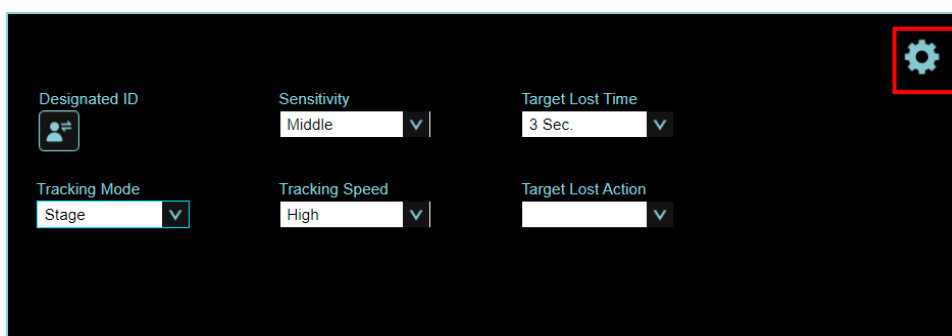 Designated ID
Sensitivity
Target Lost Time
Middle
3 Sec.
Tracking Mode
Tracking Speed
Target Lost Action
Stage
High